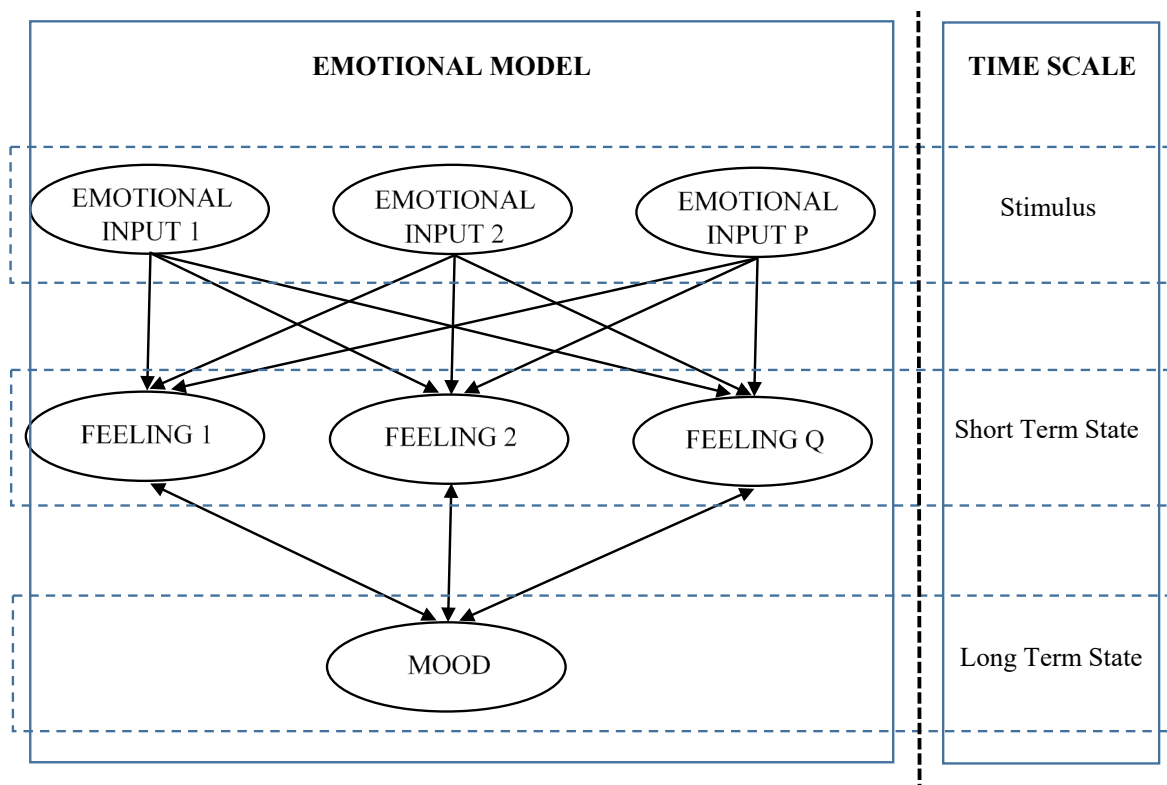 EMOTIONAL MODEL
TIME SCALE
EMOTIONAL
INPUT 1
EMOTIONAL
INPUT 2
EMOTIONAL
INPUT P
Stimulus
FEELING 1
FEELING 2
FEELING Q
Short Term State
MOOD
Long Term State